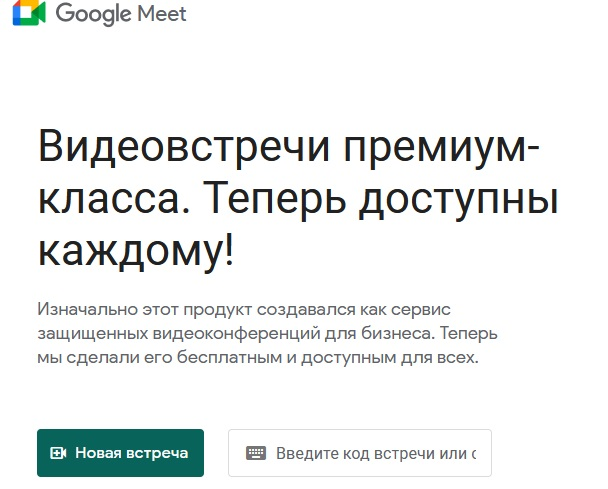 Google Meet
Видеовстречи премиум-
класса. Теперь доступны
каждому!
Изначально этот продукт создавался как сервис
защищенных видеоконференций для бизнеса. Теперь
мы сделали его бесплатным и доступным для всех.
Новая встреча
Введите код встречи или с